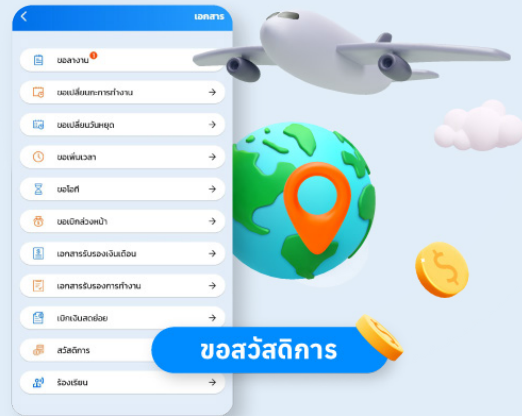 เอกสาร
ขอลางาน
1
ขอเปลี่ยนกะการทำงาน
ขอเปลี่ยนวันหยุด
ขอเพิ่มเวลา
ขอโอที
ขอเบิกล่วงหน้า
เอกสารรับรองเงินเดือน
เอกสารรับรองการทำงาน
เบิกเงินสดย่อย
สวัสดิการ
ร้องเรียน
ขอสวัสดิการ